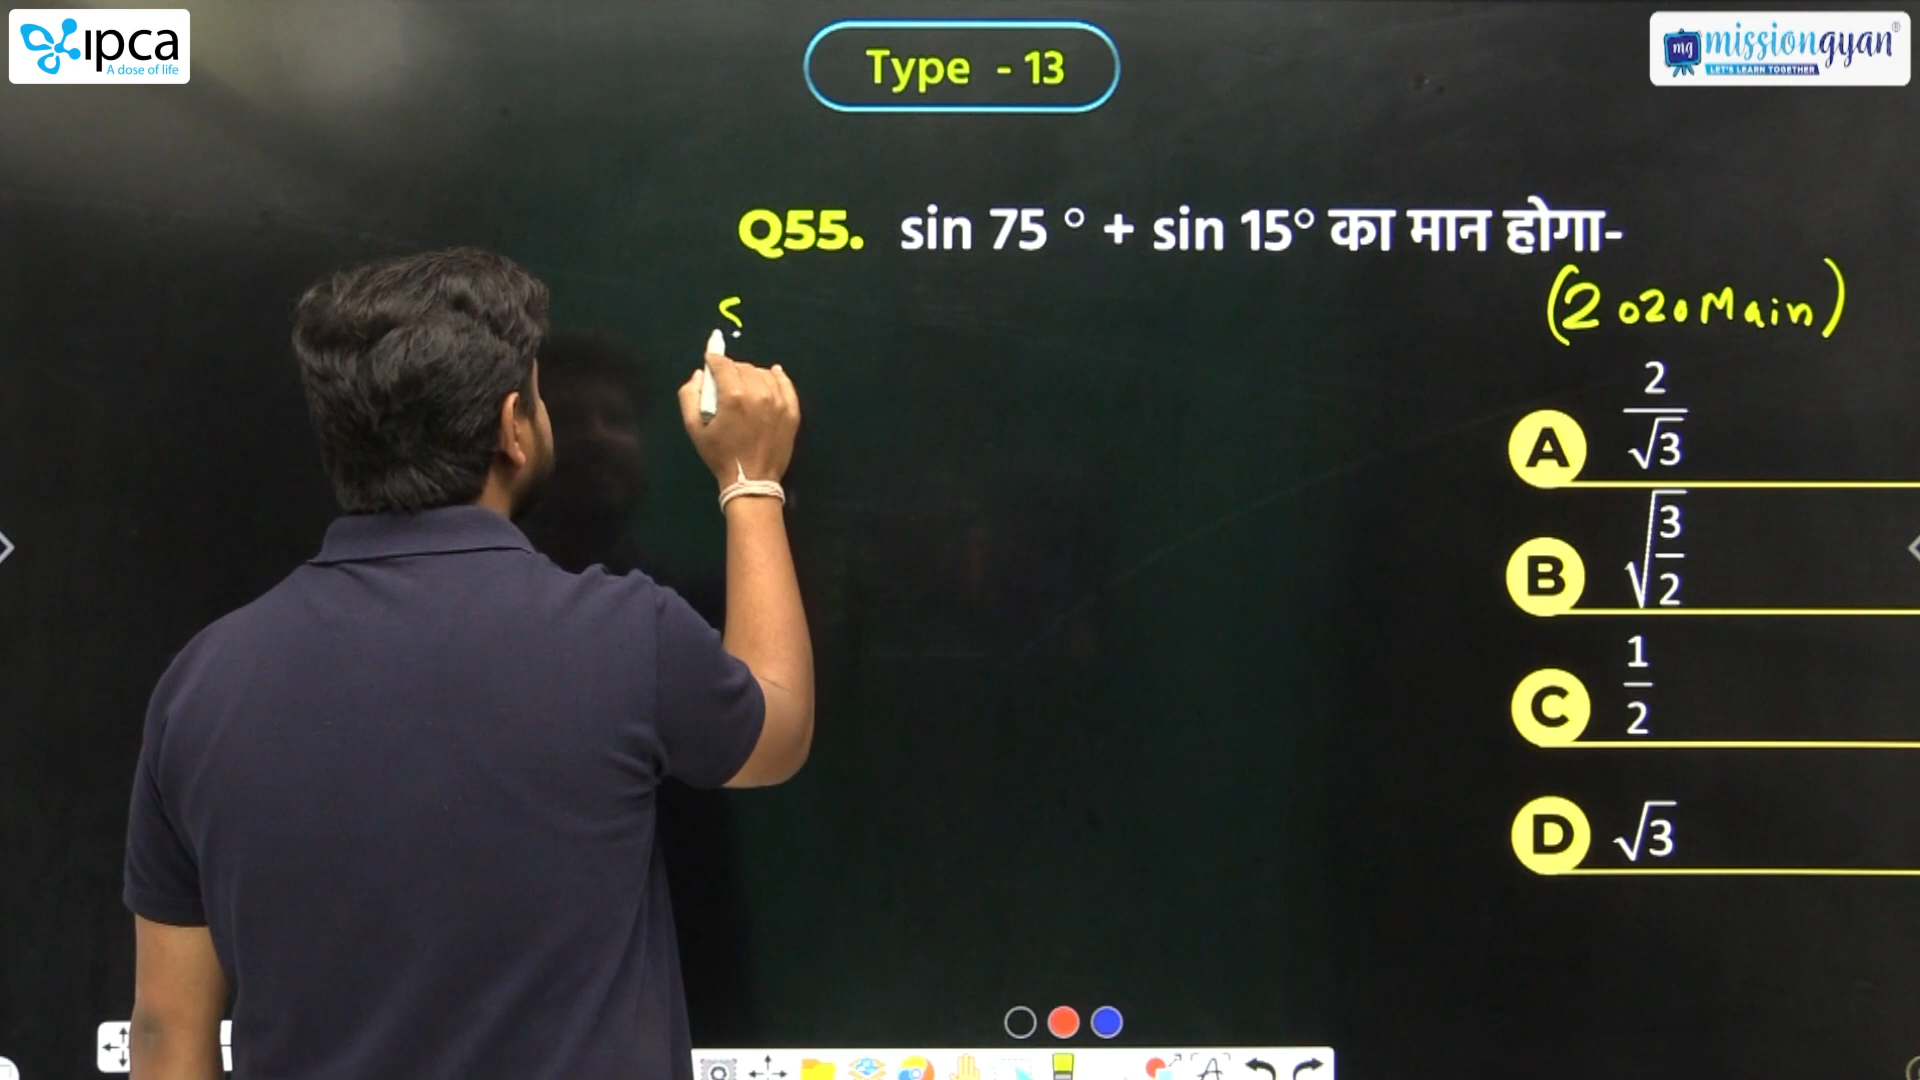 ipca
A dose of life
mg missiongyan®
LET'S LEARN TOGETHER
Type - 13
Q55. sin 75 ° + sin 15° का मान होगा-
(2020 Main)
A 2/√3
B √3/2
C 1/2
D √3